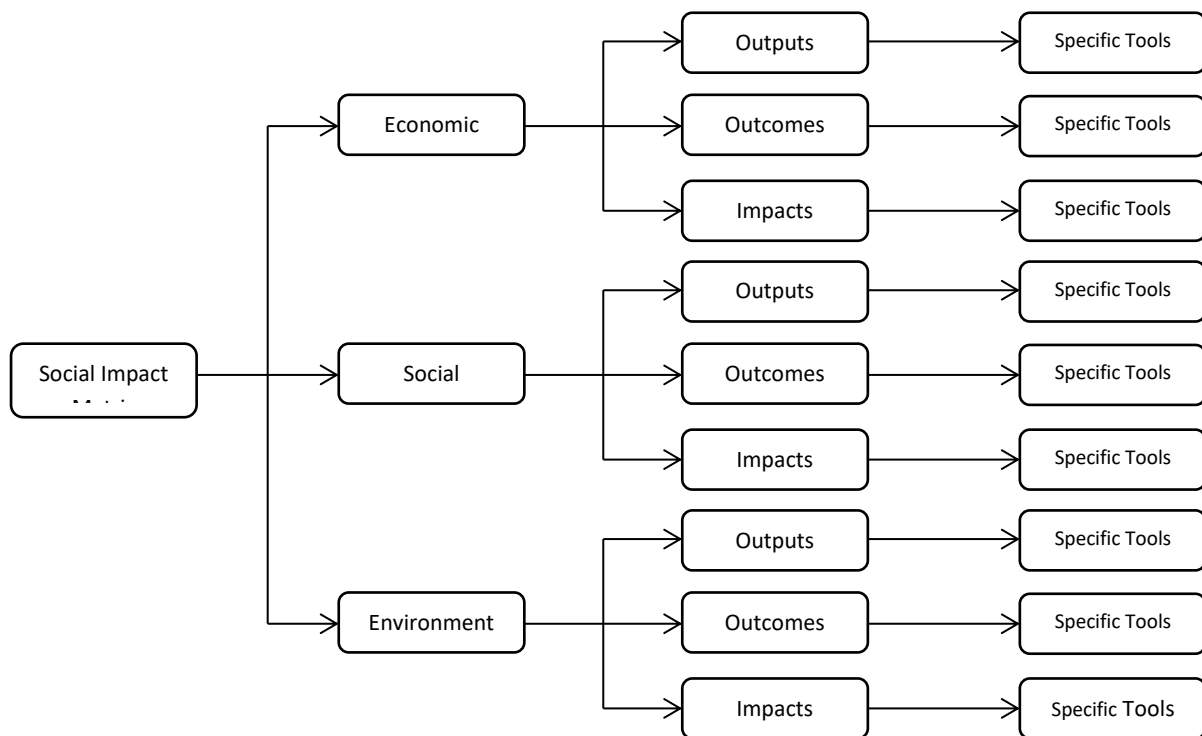 Social Impact
Economic
Outputs
Specific Tools
Outcomes
Specific Tools
Impacts
Specific Tools
Social
Outputs
Specific Tools
Outcomes
Specific Tools
Impacts
Specific Tools
Environment
Outputs
Specific Tools
Outcomes
Specific Tools
Impacts
Specific Tools